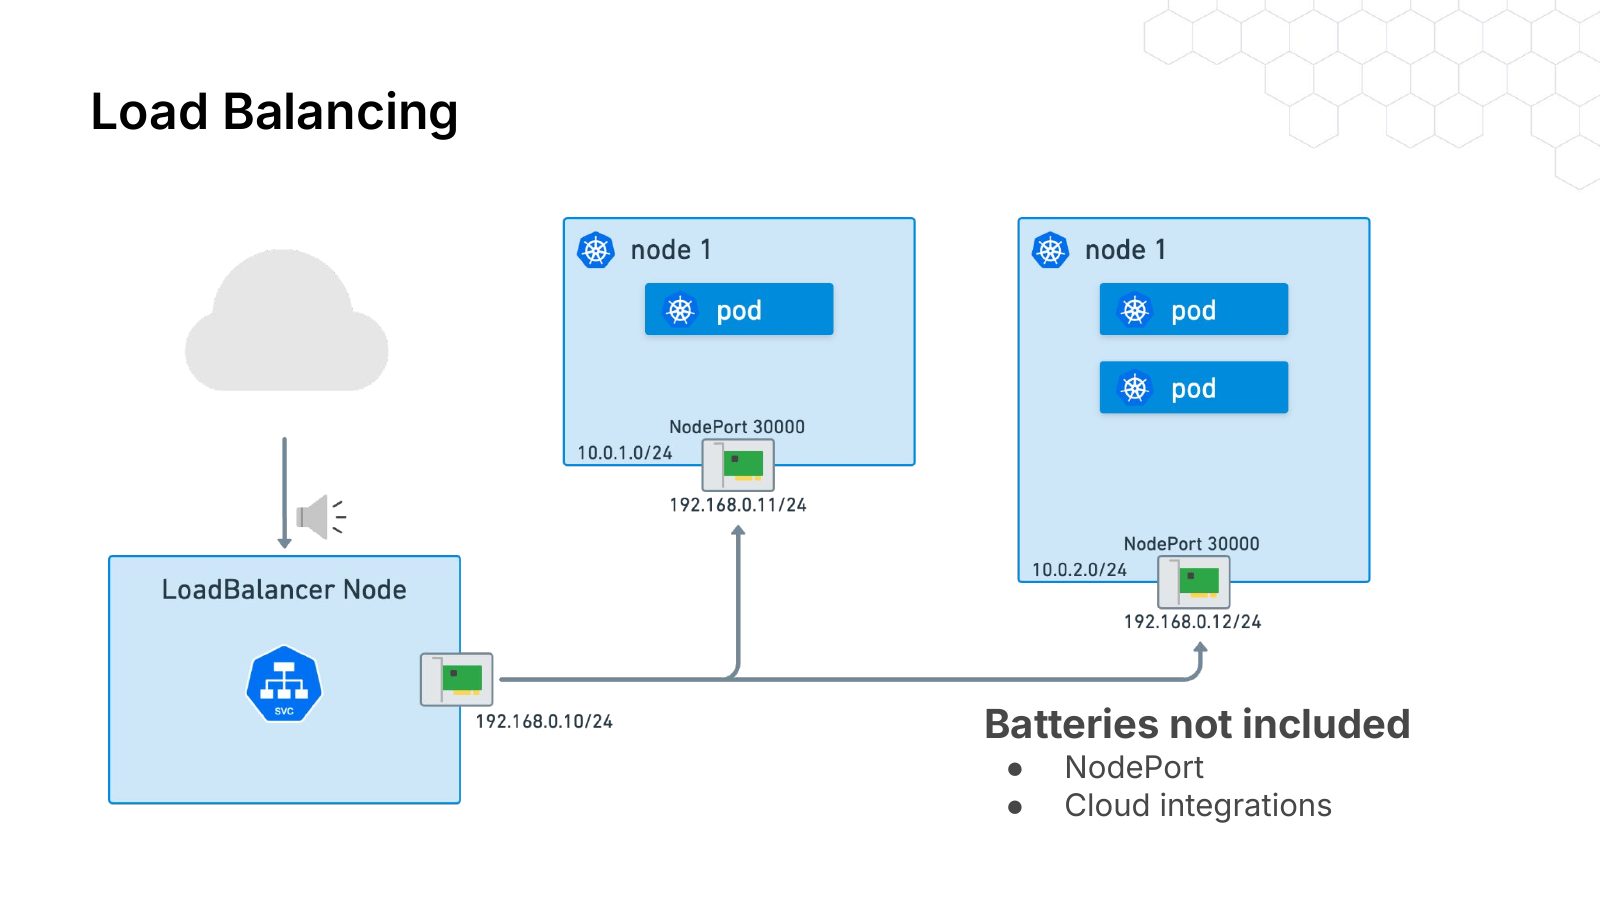 Load Balancing
node 1
pod
NodePort 30000
10.0.1.0/24
192.168.0.11/24
node 1
pod
pod
NodePort 30000
10.0.2.0/24
192.168.0.12/24
LoadBalancer Node
SVC
192.168.0.10/24
Batteries not included
● NodePort
● Cloud integrations